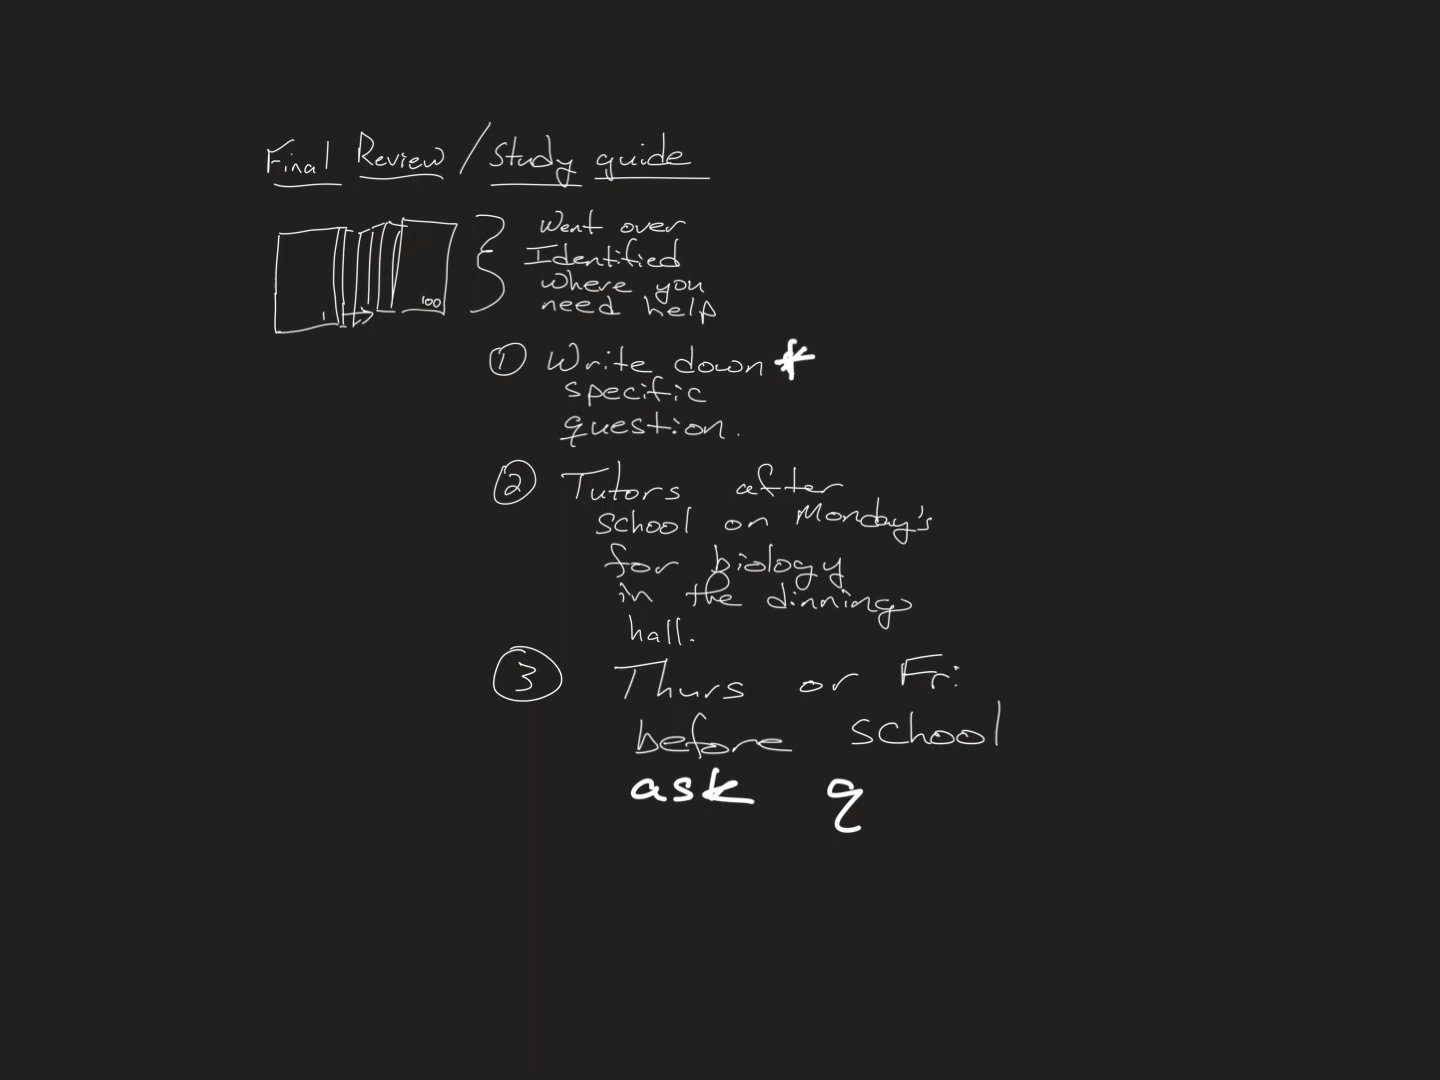 Final Review / Study guide
Went over
Identified
where you
need help
1 100
① Write down *
specific
question.
② Tutors after
school on Monday's
for biology
in the dinning
hall.
③ Thurs or Fri
before school
ask q